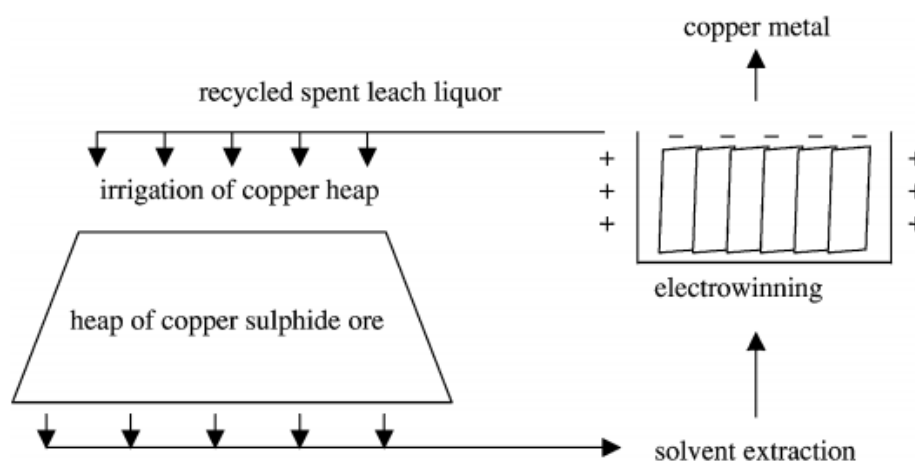 copper metal
recycled spent leach liquor
− − − − −
+ +
+ +
+ +
irrigation of copper heap
electrowinning
heap of copper sulphide ore
solvent extraction